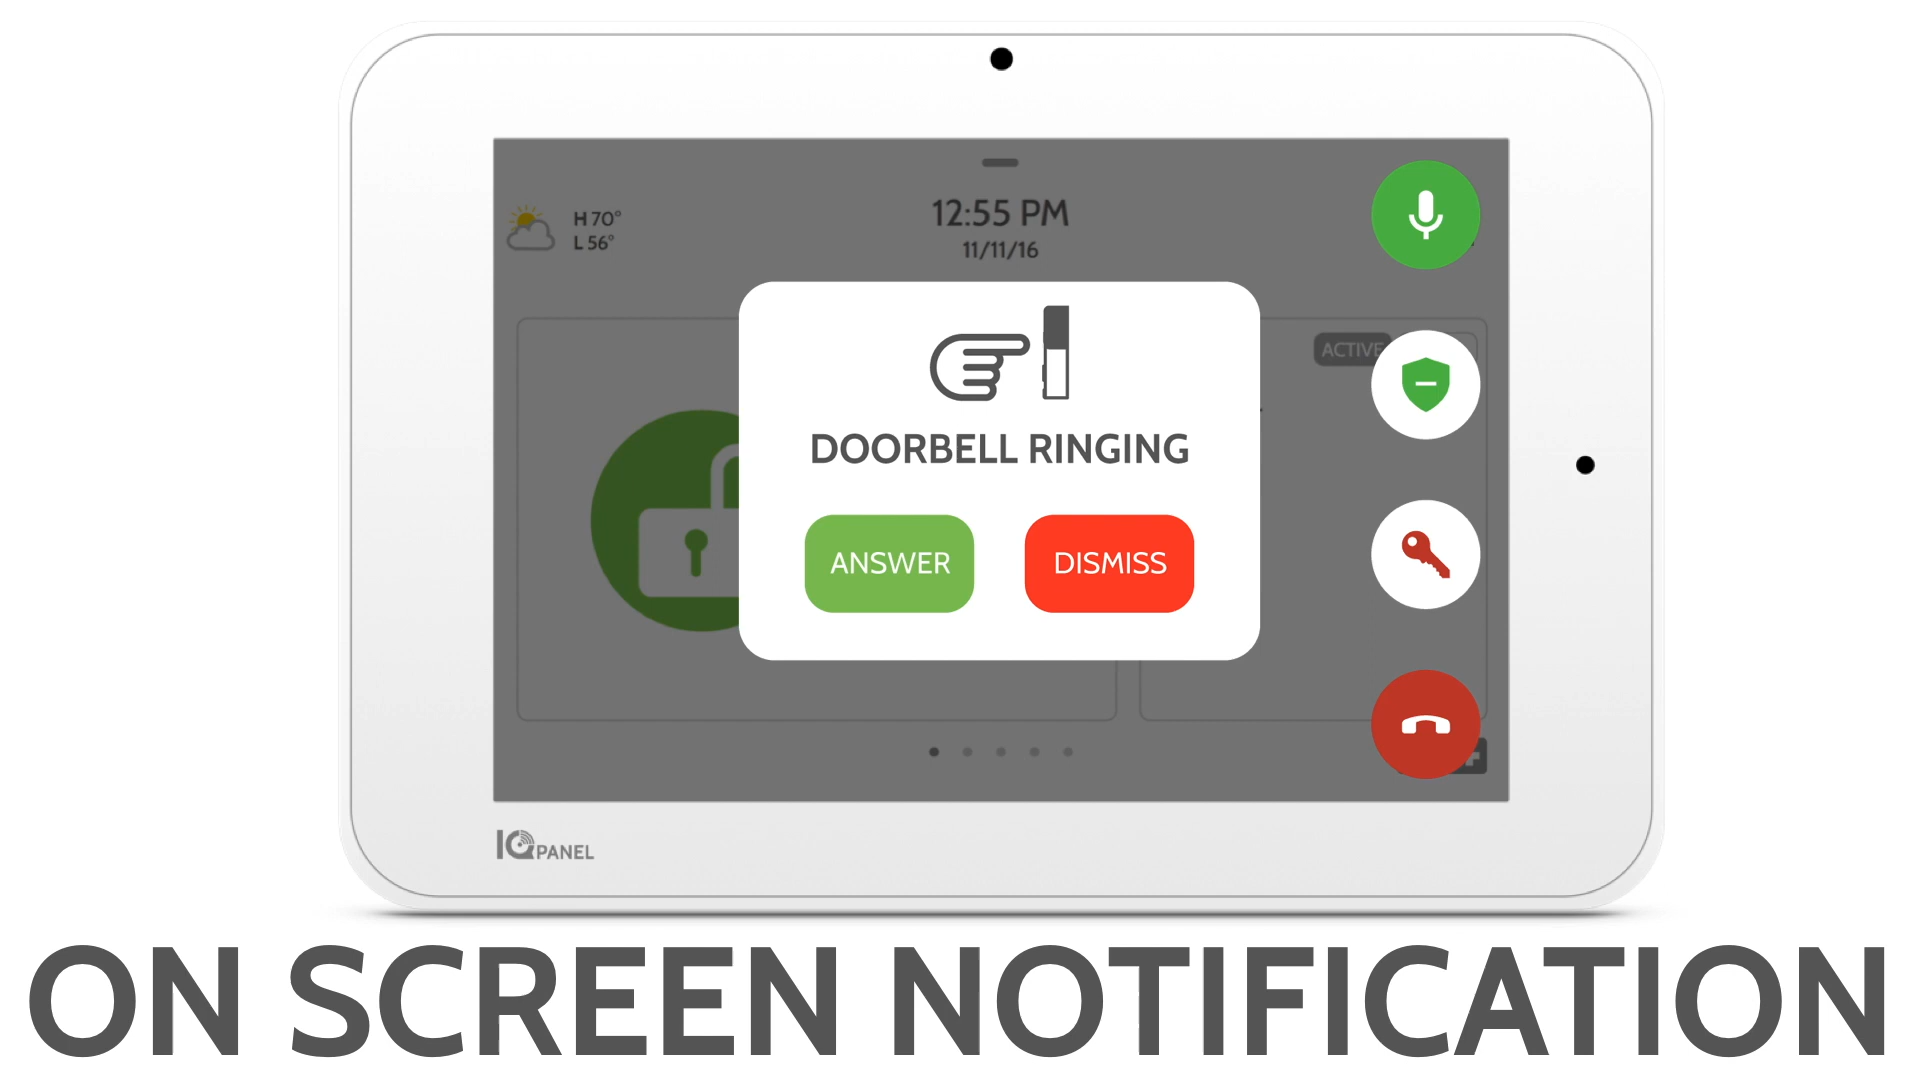 H 70°
L 56°
12:55 PM
11/11/16
ACTIVE
DOORBELL RINGING
ANSWER
DISMISS
IQ PANEL
ON SCREEN NOTIFICATION